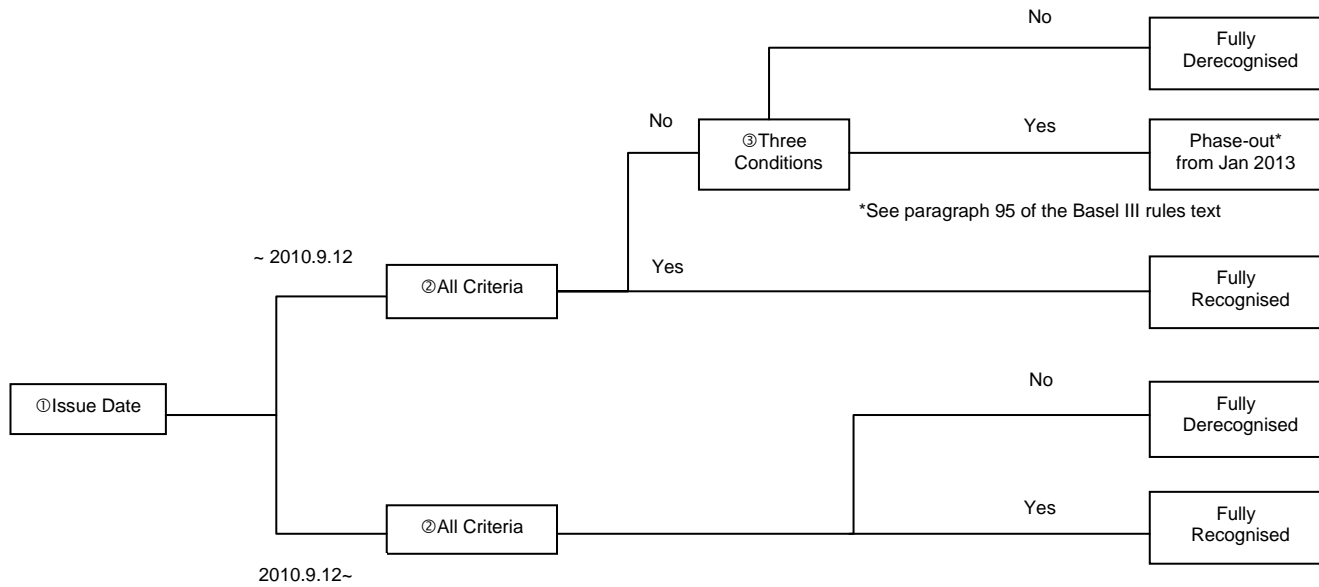 No
Fully
Derecognised
No
③Three
Conditions
Yes
Phase-out*
from Jan 2013
*See paragraph 95 of the Basel III rules text
~ 2010.9.12
②All Criteria
Yes
Fully
Recognised
①Issue Date
No
Fully
Derecognised
②All Criteria
Yes
Fully
Recognised
2010.9.12~